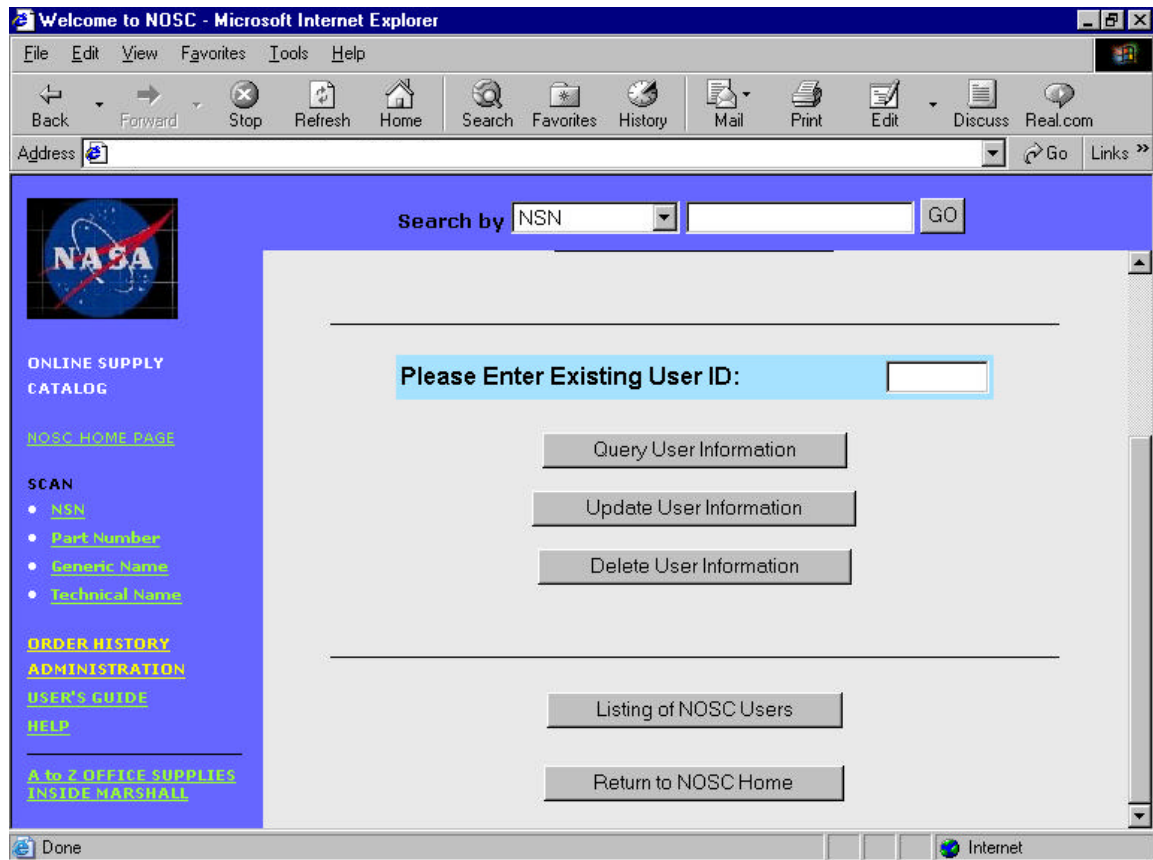 Welcome to NOSC - Microsoft Internet Explorer
File Edit View Favorites Tools Help
Back Forward Stop Refresh Home Search Favorites History Mail Print Edit Discuss Real.com
Address Go Links »
NASA
Search by NSN GO
ONLINE SUPPLY
CATALOG
NOSC HOME PAGE
SCAN
NSN
Part Number
Generic Name
Technical Name
ORDER HISTORY
ADMINISTRATION
USER'S GUIDE
HELP
A to Z OFFICE SUPPLIES
INSIDE MARSHALL
Please Enter Existing User ID:
Query User Information
Update User Information
Delete User Information
Listing of NOSC Users
Return to NOSC Home
Done Internet